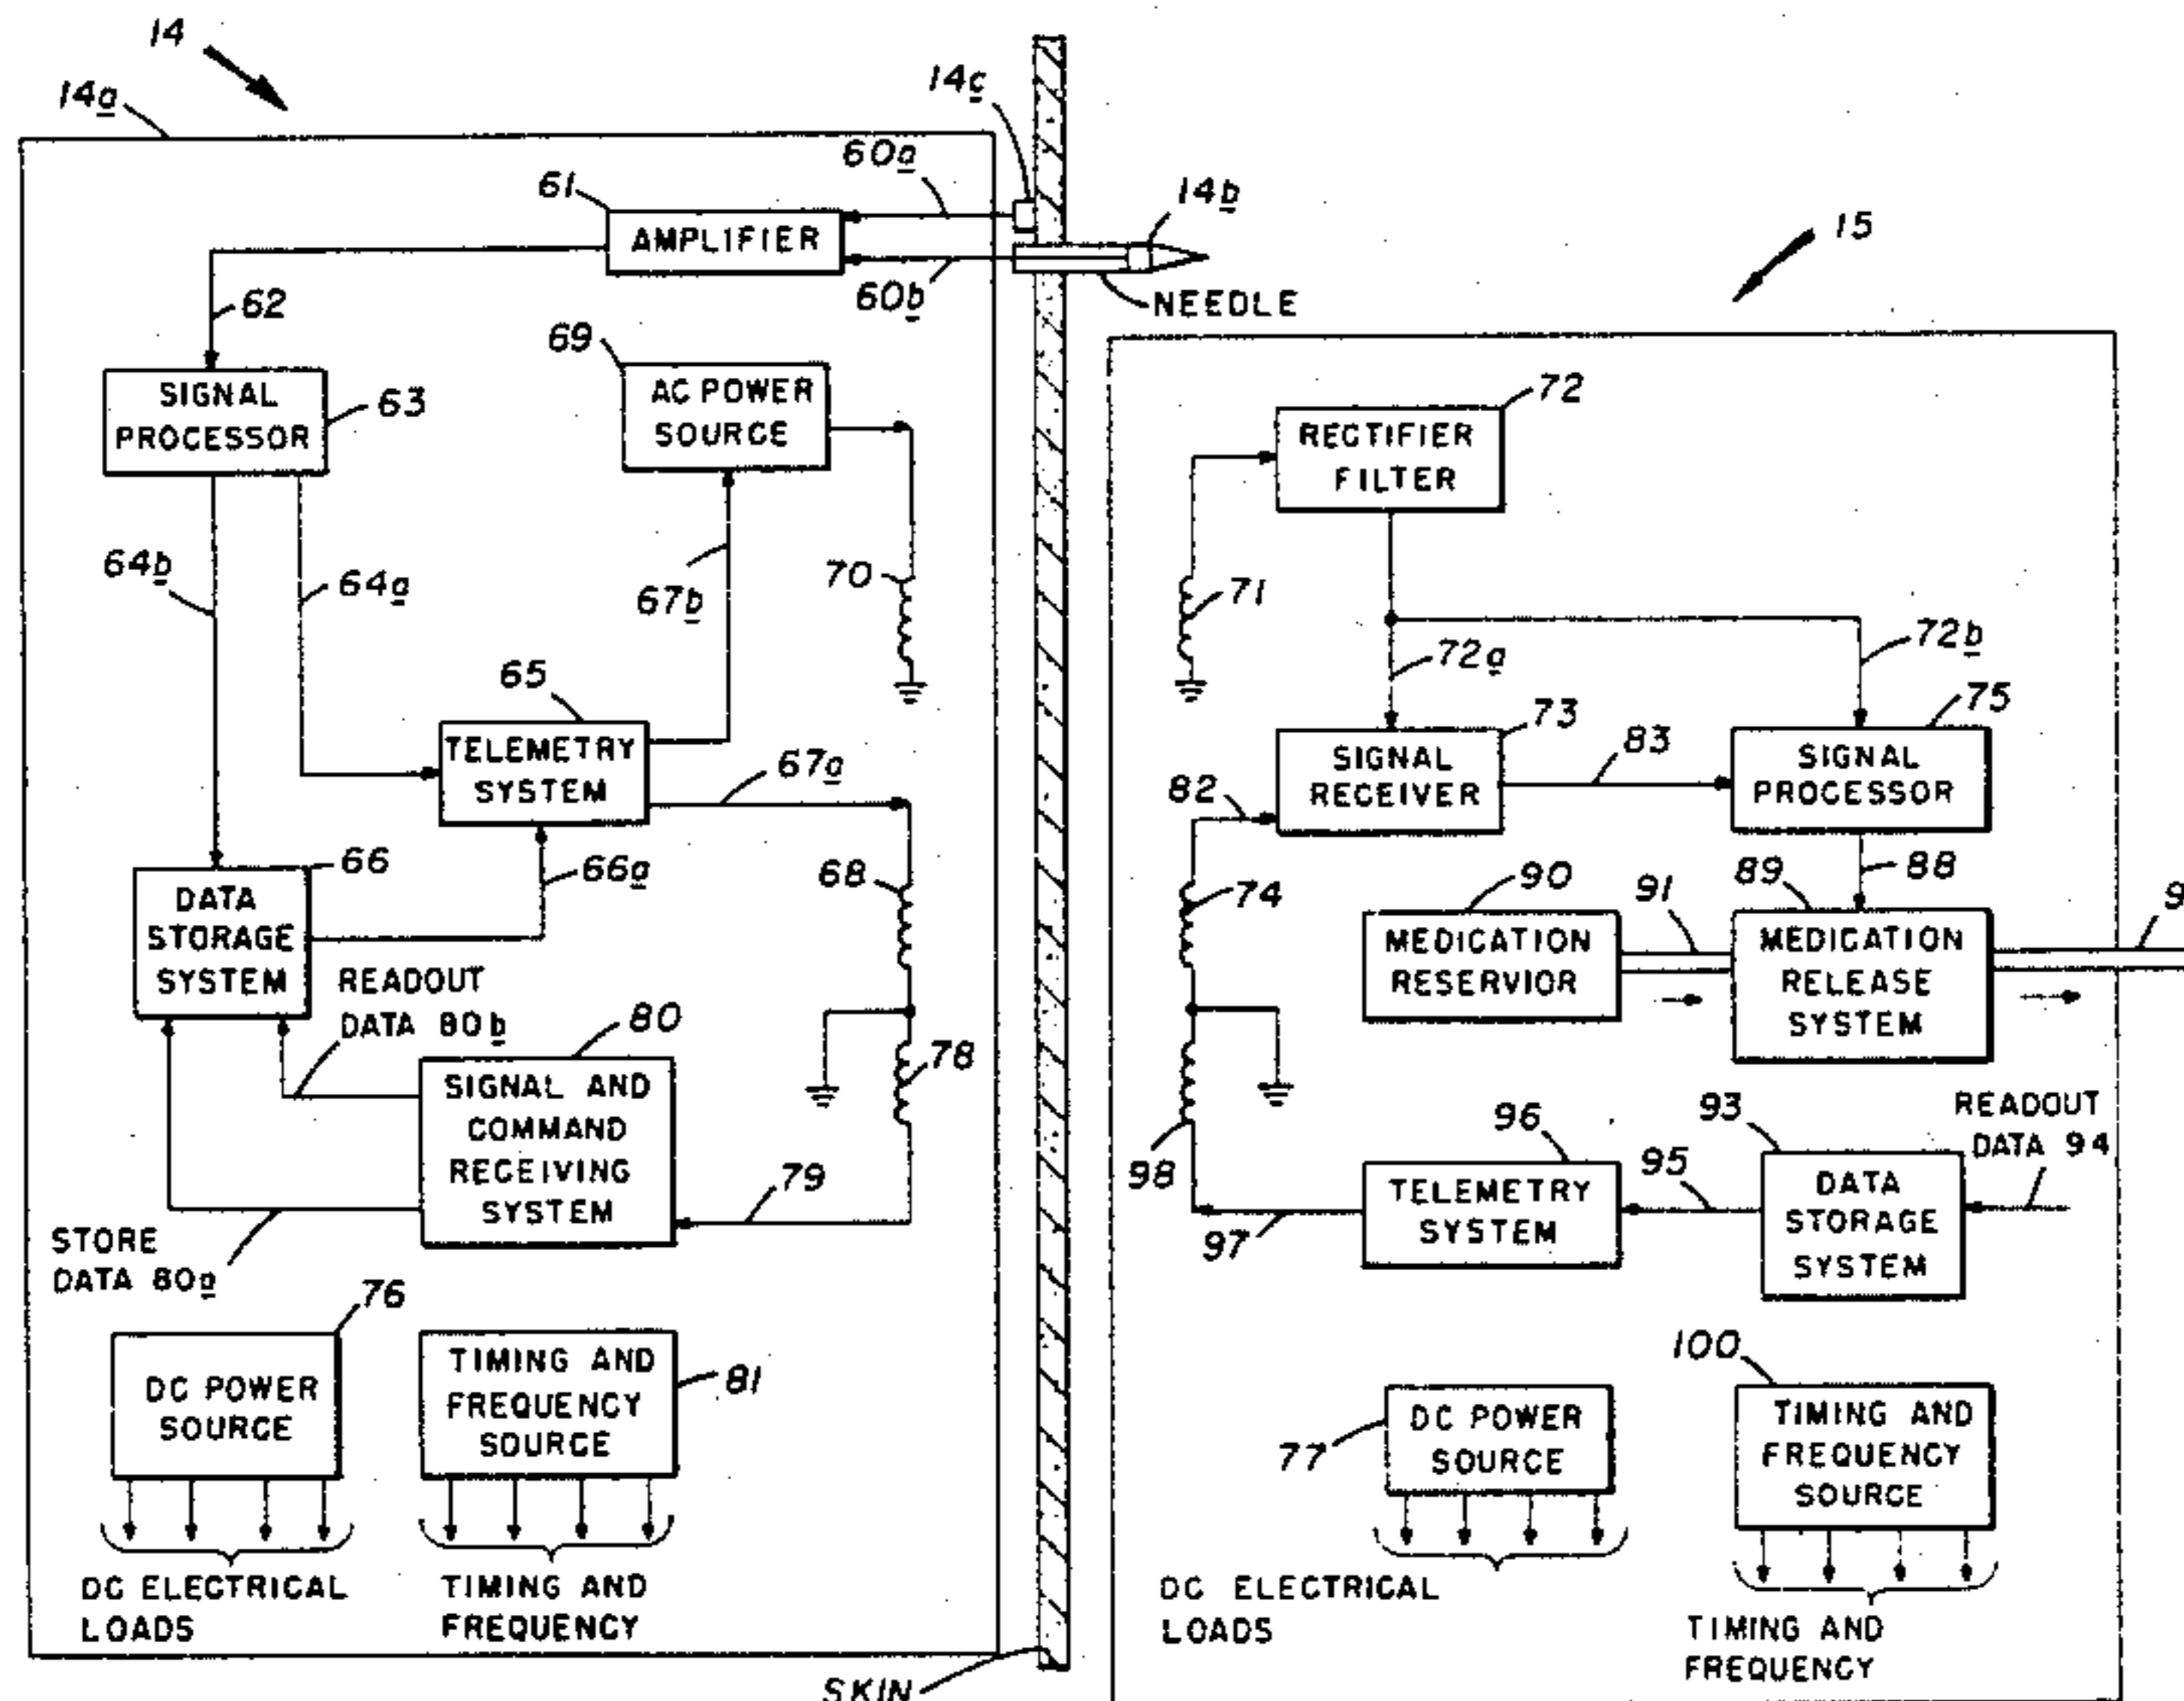 14
14a
14c
60a
61
14b
15
AMPLIFIER
60b
NEEDLE
62
69
SIGNAL
PROCESSOR
63
AC POWER
SOURCE
72
RECTIFIER
FILTER
64b
64a
67b
70
71
72a
72b
65
73
75
TELEMETRY
SYSTEM
67a
SIGNAL
RECEIVER
83
SIGNAL
PROCESSOR
82
66
66a
68
74
90
91
89
88
DATA
STORAGE
SYSTEM
MEDICATION
RESERVIOR
MEDICATION
RELEASE
SYSTEM
9
READOUT
DATA 80b
80
78
SIGNAL AND
COMMAND
RECEIVING
SYSTEM
79
98
96
93
READOUT
DATA 94
TELEMETRY
SYSTEM
95
DATA
STORAGE
SYSTEM
97
STORE
DATA 80a
76
81
DC POWER
SOURCE
TIMING AND
FREQUENCY
SOURCE
100
77
DC POWER
SOURCE
TIMING AND
FREQUENCY
SOURCE
DC ELECTRICAL
LOADS
TIMING AND
FREQUENCY
DC ELECTRICAL
LOADS
TIMING AND
FREQUENCY
SKIN